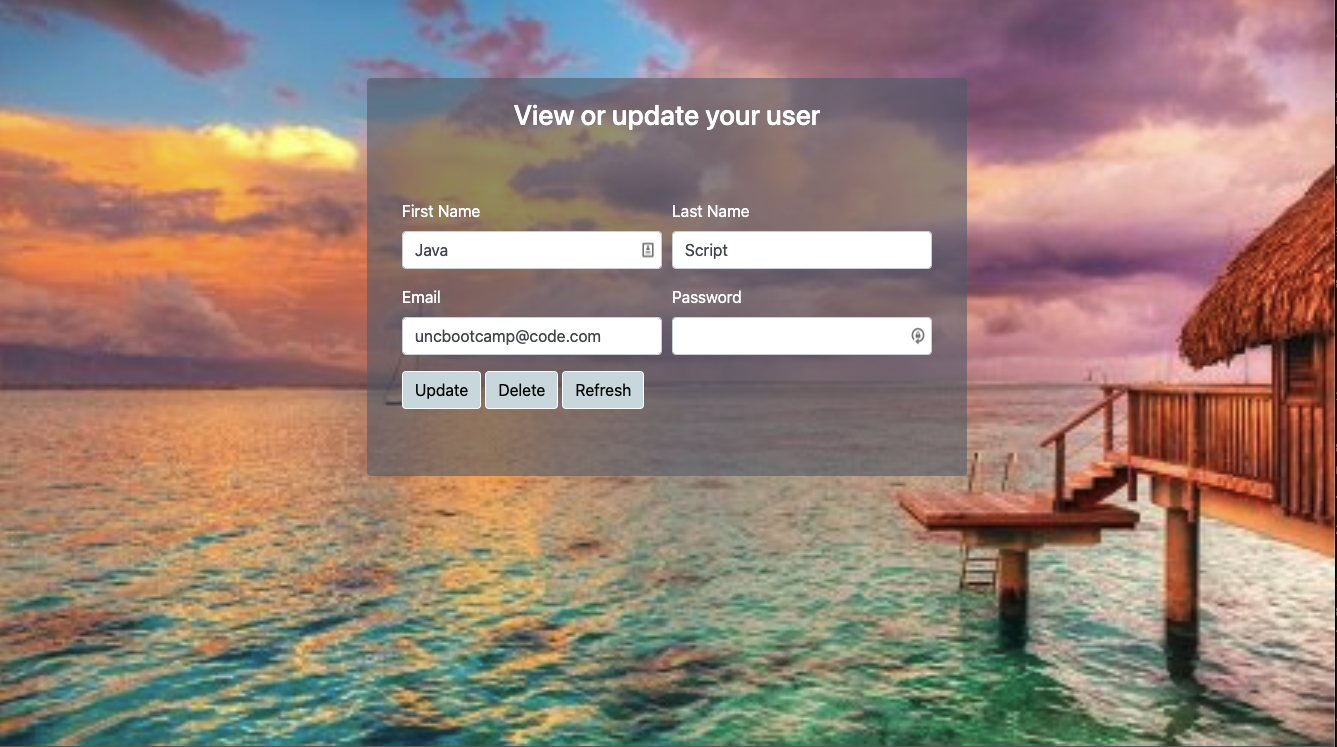 View or update your user
First Name
Last Name
Java
Script
Email
Password
uncbootcamp@code.com
Update
Delete
Refresh